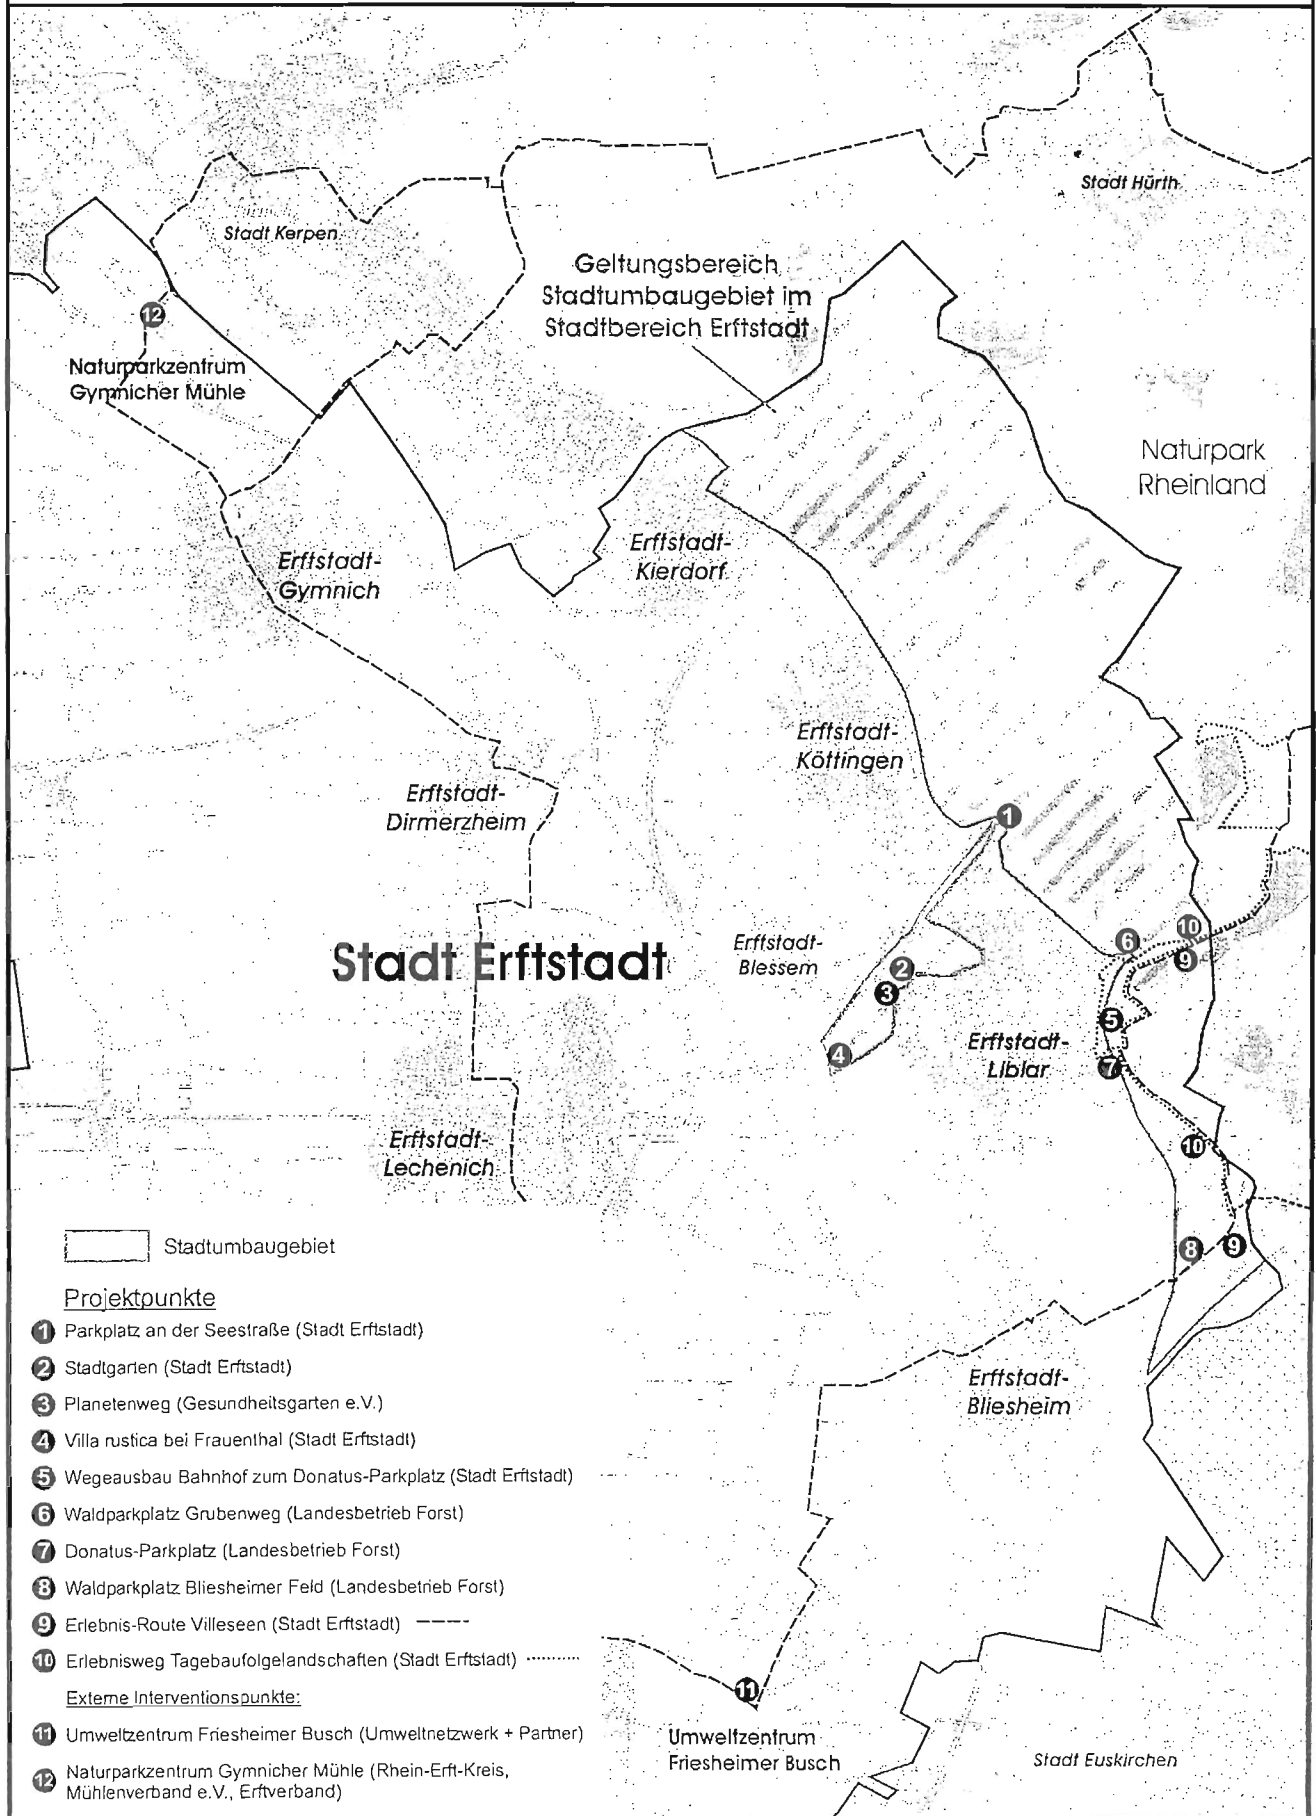 Stadt Hürth
Stadt Kerpen
Geltungsbereich
Stadtumbaugebiet im
Stadtbereich Erftstadt
12
Naturparkzentrum
Gymnicher Mühle
Naturpark
Rheinland
Erftstadt-
Kierdorf
Erftstadt-
Gymnich
Erftstadt-
Köttingen
Erftstadt-
Dirmerzheim
1
10
6
9
Erftstadt-
Blessem
Stadt Erftstadt
2
3
5
Erftstadt-
Liblar
4
7
Erftstadt-
Lechenich
10
8
9
Erftstadt-
Bliesheim
11
Umweltzentrum
Friesheimer Busch
Stadt Euskirchen
Stadtumbaugebiet
Projektpunkte
1 Parkplatz an der Seestraße (Stadt Erftstadt)
2 Stadtgarten (Stadt Erftstadt)
3 Planetenweg (Gesundheitsgarten e.V.)
4 Villa rustica bei Frauenthal (Stadt Erftstadt)
5 Wegeausbau Bahnhof zum Donatus-Parkplatz (Stadt Erftstadt)
6 Waldparkplatz Grubenweg (Landesbetrieb Forst)
7 Donatus-Parkplatz (Landesbetrieb Forst)
8 Waldparkplatz Bliesheimer Feld (Landesbetrieb Forst)
9 Erlebnis-Route Villeseen (Stadt Erftstadt)
10 Erlebnisweg Tagebaufolgelandschaften (Stadt Erftstadt)
Externe Interventionspunkte:
11 Umweltzentrum Friesheimer Busch (Umweltnetzwerk + Partner)
12 Naturparkzentrum Gymnicher Mühle (Rhein-Erft-Kreis,
Mühlenverband e.V., Erftverband)